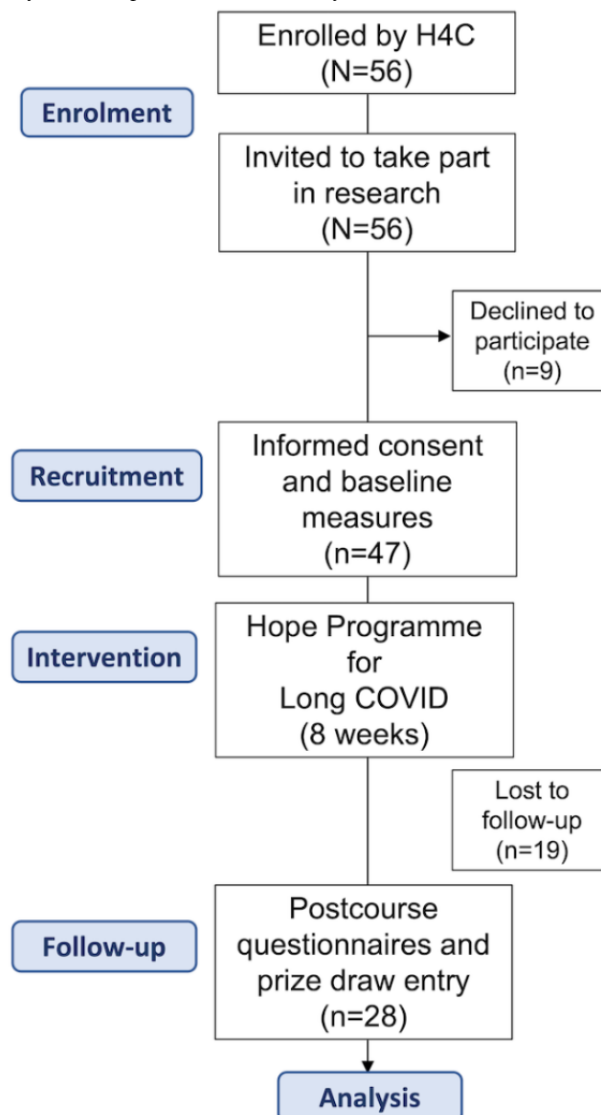 Enrolled by H4C
(N=56)
Enrolment
Invited to take part
in research
(N=56)
Declined to
participate
(n=9)
Recruitment
Informed consent
and baseline
measures
(n=47)
Intervention
Hope Programme
for
Long COVID
(8 weeks)
Lost to
follow-up
(n=19)
Follow-up
Postcourse
questionnaires and
prize draw entry
(n=28)
Analysis